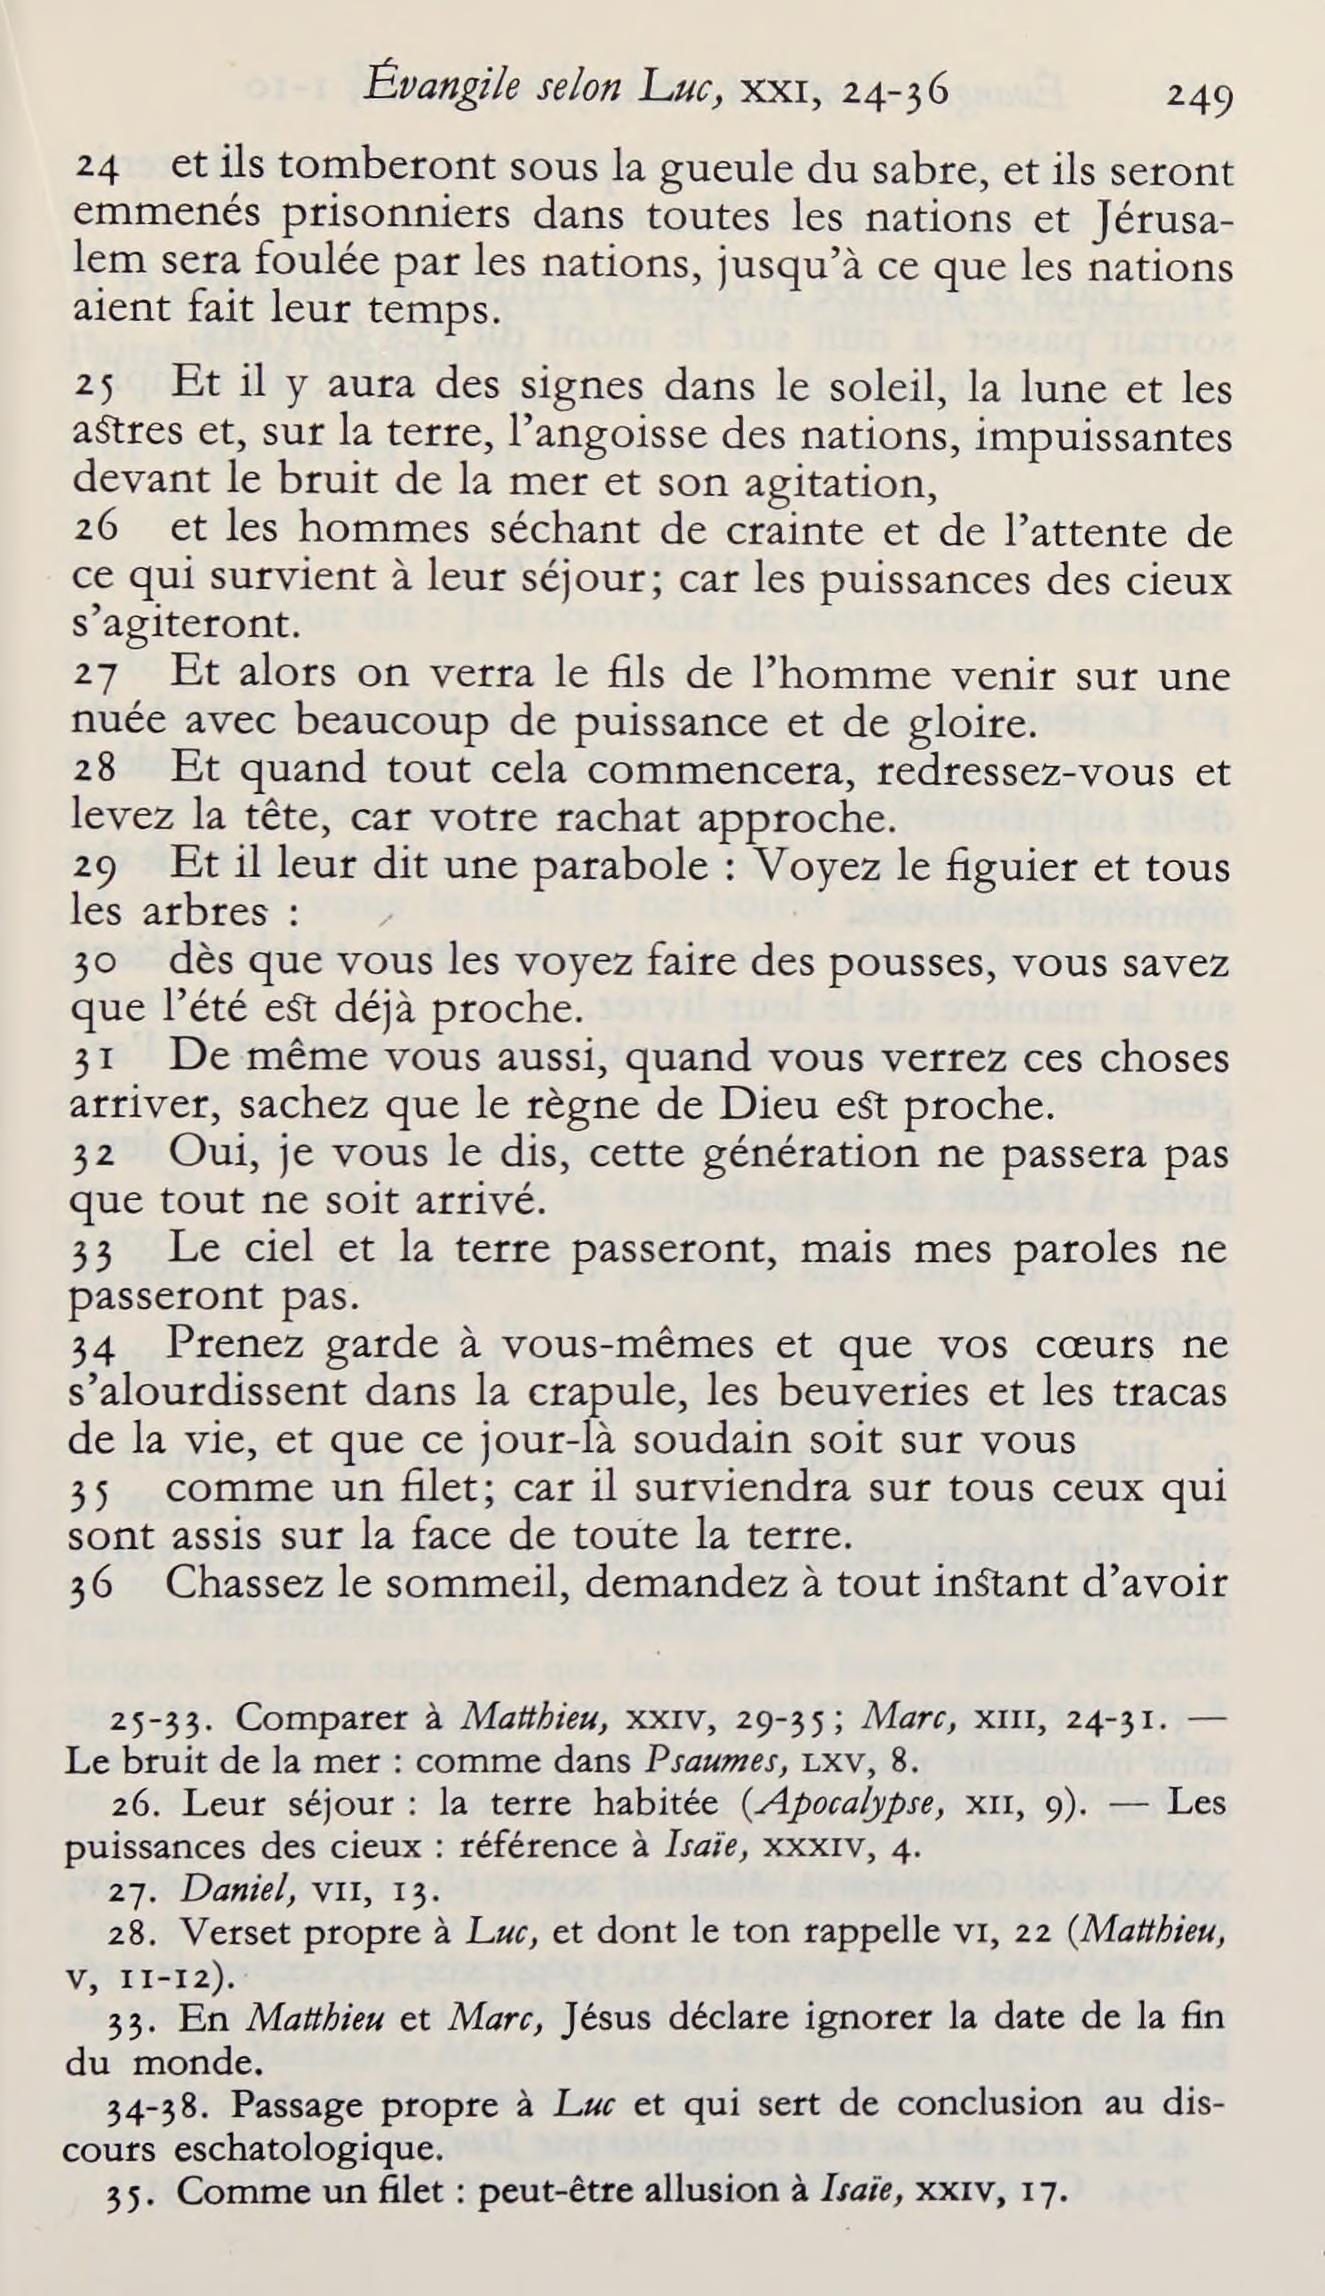 Évangile selon Luc, XXI, 24-36 249
24 et ils tomberont sous la gueule du sabre, et ils seront
emmenés prisonniers dans toutes les nations et Jérusa-
lem sera foulée par les nations, jusqu’à ce que les nations
aient fait leur temps.
25 Et il y aura des signes dans le soleil, la lune et les
astres et, sur la terre, l’angoisse des nations, impuissantes
devant le bruit de la mer et son agitation,
26 et les hommes séchant de crainte et de l’attente de
ce qui survient à leur séjour; car les puissances des cieux
s’agiteront.
27 Et alors on verra le fils de l’homme venir sur une
nuée avec beaucoup de puissance et de gloire.
28 Et quand tout cela commencera, redressez-vous et
levez la tête, car votre rachat approche.
29 Et il leur dit une parabole : Voyez le figuier et tous
les arbres :
30 dès que vous les voyez faire des pousses, vous savez
que l’été est déjà proche.
31 De même vous aussi, quand vous verrez ces choses
arriver, sachez que le règne de Dieu est proche.
32 Oui, je vous le dis, cette génération ne passera pas
que tout ne soit arrivé.
33 Le ciel et la terre passeront, mais mes paroles ne
passeront pas.
34 Prenez garde à vous-mêmes et que vos cœurs ne
s’alourdissent dans la crapule, les beuveries et les tracas
de la vie, et que ce jour-là soudain soit sur vous
35 comme un filet; car il surviendra sur tous ceux qui
sont assis sur la face de toute la terre.
36 Chassez le sommeil, demandez à tout instant d’avoir
25-33. Comparer à Matthieu, XXIV, 29-35; Marc, XIII, 24-31. —
Le bruit de la mer : comme dans Psaumes, LXV, 8.
26. Leur séjour : la terre habitée (Apocalypse, XII, 9). — Les
puissances des cieux : référence à Isaïe, XXXIV, 4.
27. Daniel, VII, 13.
28. Verset propre à Luc, et dont le ton rappelle VI, 22 (Matthieu,
V, 11-12).
33. En Matthieu et Marc, Jésus déclare ignorer la date de la fin
du monde.
34-38. Passage propre à Luc et qui sert de conclusion au dis-
cours eschatologique.
35. Comme un filet : peut-être allusion à Isaïe, XXIV, 17.